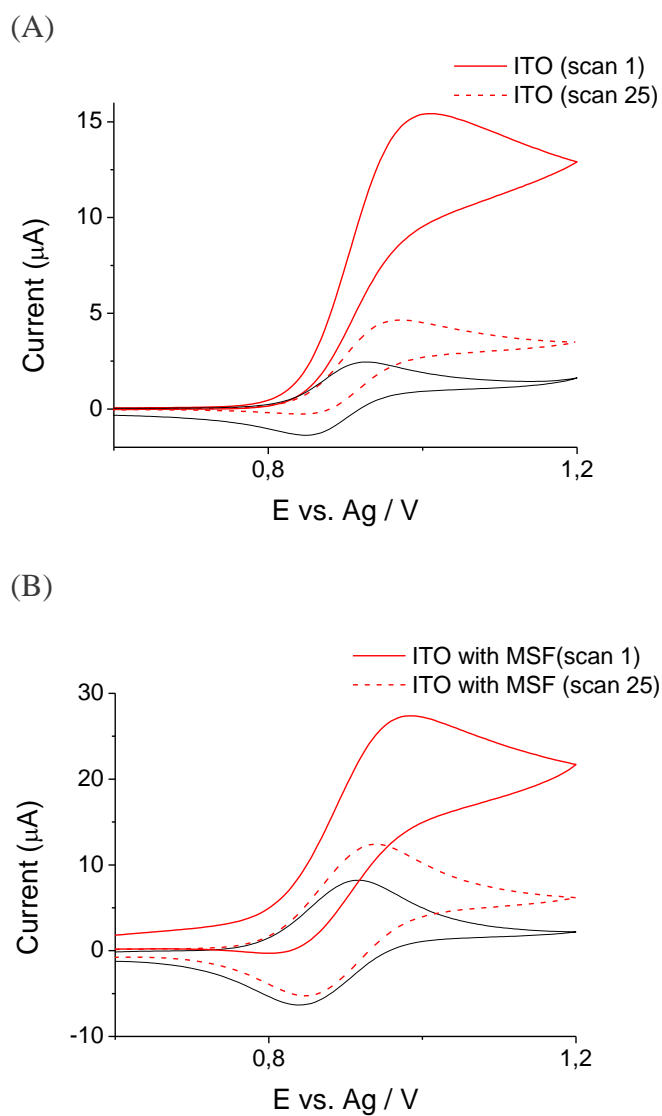 (A)
ITO (scan 1)
ITO (scan 25)
15
10
5
0
Current (μA)
0,8
1,2
E vs. Ag / V
(B)
ITO with MSF(scan 1)
ITO with MSF (scan 25)
30
20
10
0
-10
Current (μA)
0,8
1,2
E vs. Ag / V